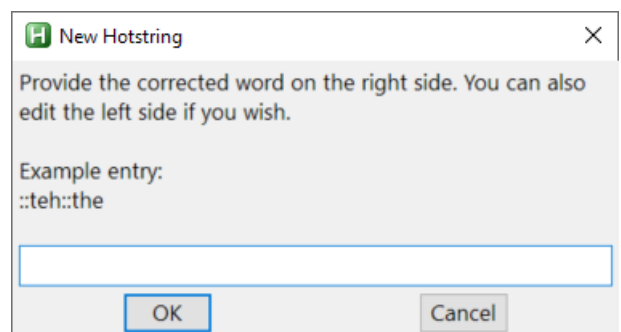 New Hotstring
Provide the corrected word on the right side. You can also
edit the left side if you wish.
Example entry:
::teh::the
OK
Cancel